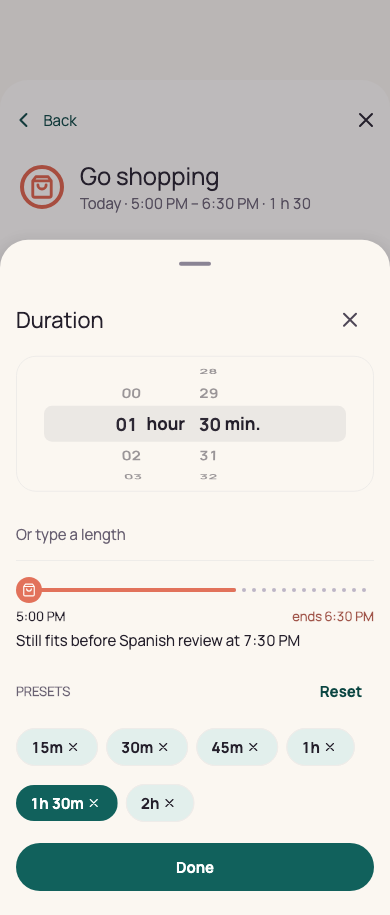 Back
Go shopping
Today · 5:00 PM – 6:30 PM · 1 h 30
Duration
28
00 29
01 hour 30 min.
02 31
03 32
Or type a length
5:00 PM ends 6:30 PM
Still fits before Spanish review at 7:30 PM
PRESETS Reset
15m 30m 45m 1h
1h 30m 2h
Done